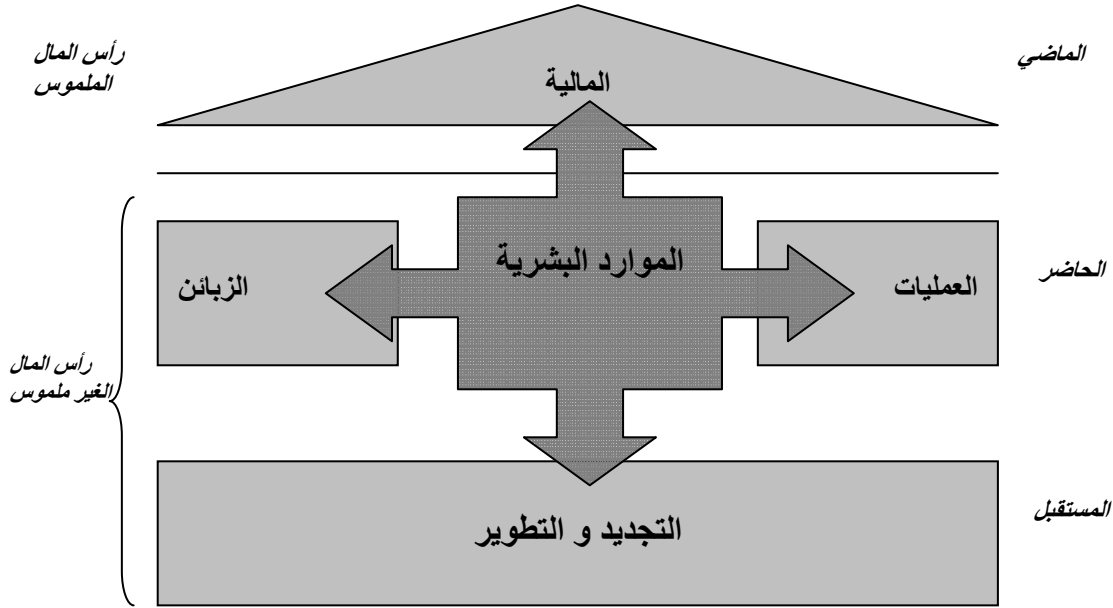 الماضي
رأس المال
الملموس
المالية
الموارد البشرية
الحاضر
العمليات
الزبائن
رأس المال
الغير ملموس
المستقبل
التجديد و التطوير